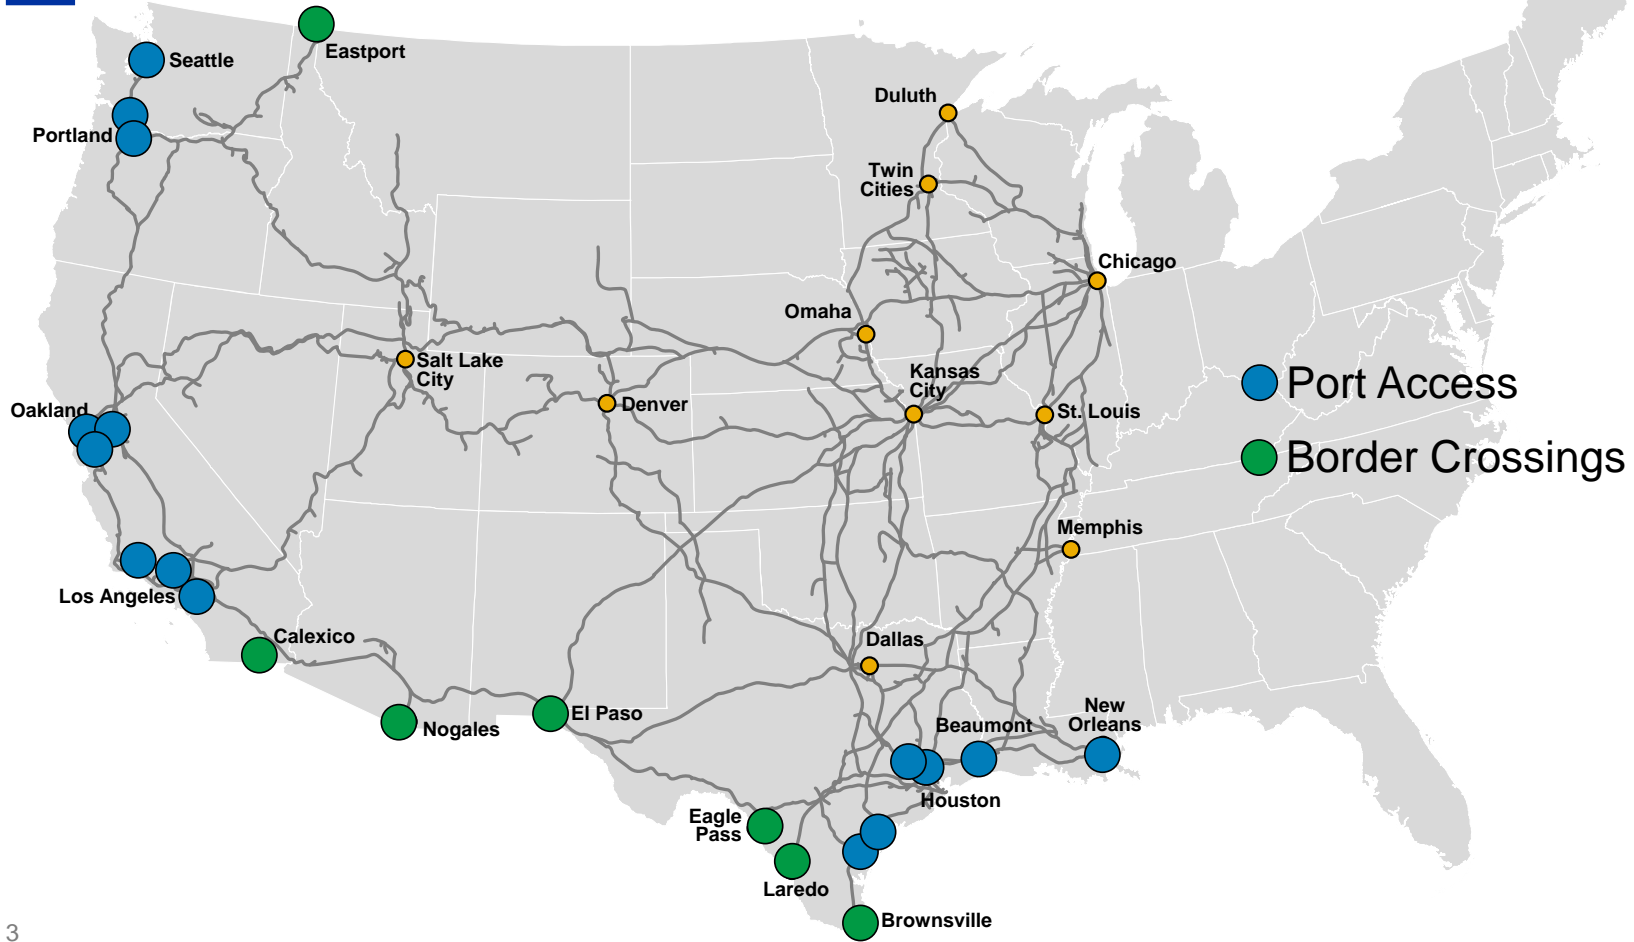 Eastport
Seattle
Portland
Duluth
Twin
Cities
Chicago
Omaha
Salt Lake
City
Kansas
City
Denver
Oakland
St. Louis
Port Access
Border Crossings
Memphis
Los Angeles
Calexico
Dallas
Nogales
El Paso
Beaumont
New
Orleans
Houston
Eagle
Pass
Laredo
Brownsville
3